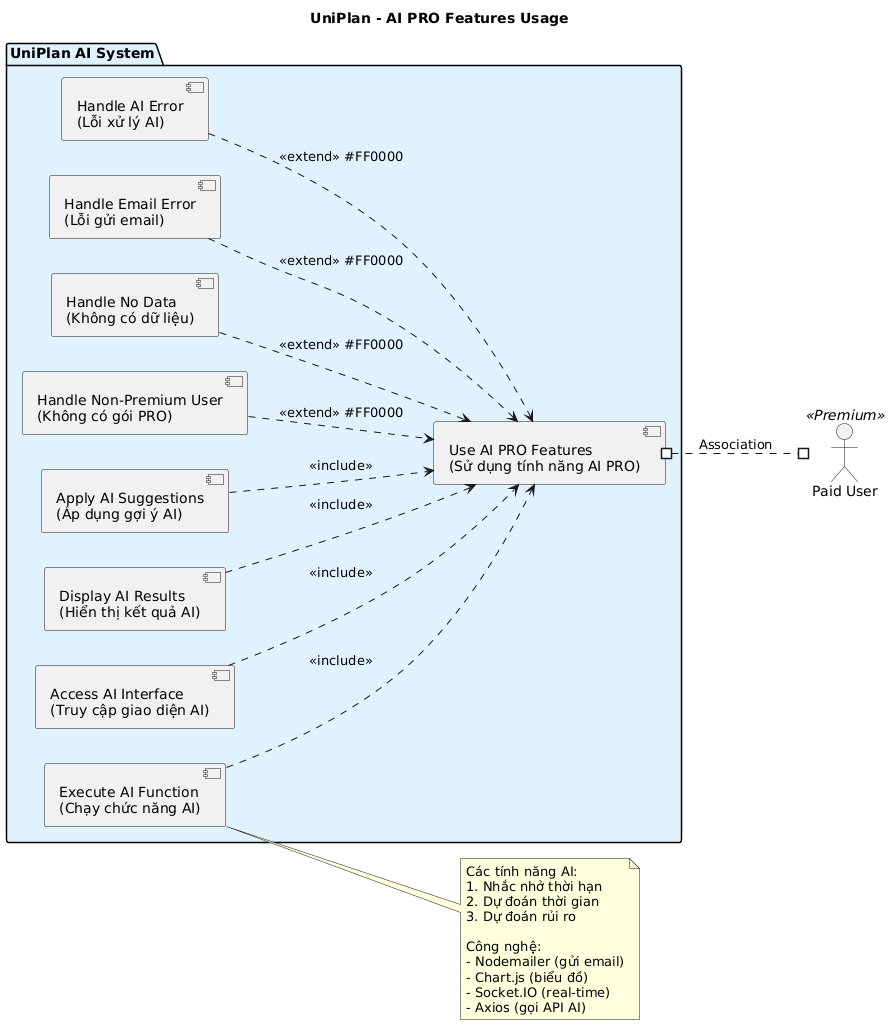 UniPlan - AI PRO Features Usage
UniPlan AI System
Handle AI Error
(Lỗi xử lý AI)
«extend» #FF0000
Handle Email Error
(Lỗi gửi email)
«extend» #FF0000
Handle No Data
(Không có dữ liệu)
«extend» #FF0000
Handle Non-Premium User
(Không có gói PRO)
«extend» #FF0000
Use AI PRO Features
(Sử dụng tính năng AI PRO)
Association
«Premium»
Paid User
Apply AI Suggestions
(Áp dụng gợi ý AI)
«include»
Display AI Results
(Hiển thị kết quả AI)
«include»
Access AI Interface
(Truy cập giao diện AI)
«include»
Execute AI Function
(Chạy chức năng AI)
«include»
Các tính năng AI:
1. Nhắc nhở thời hạn
2. Dự đoán thời gian
3. Dự đoán rủi ro
Công nghệ:
- Nodemailer (gửi email)
- Chart.js (biểu đồ)
- Socket.IO (real-time)
- Axios (gọi API AI)